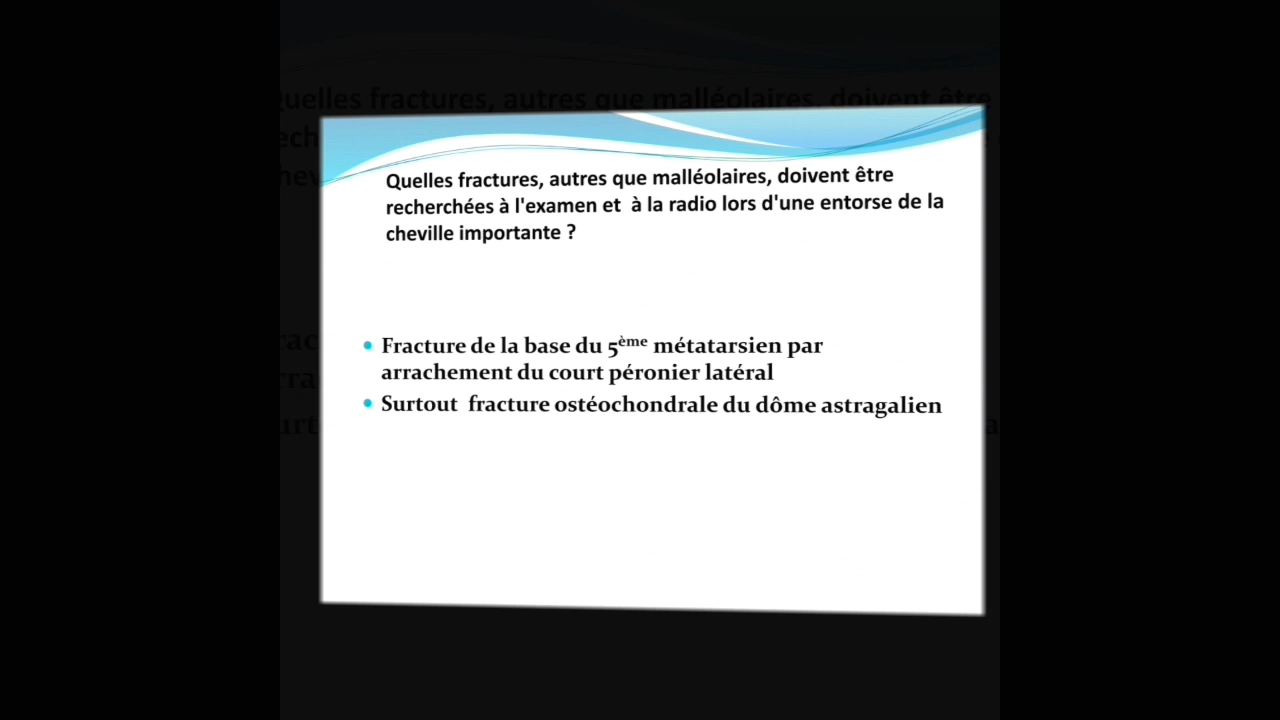 Quelles fractures, autres que malléolaires, doivent être
recherchées à l'examen et à la radio lors d'une entorse de la
cheville importante ?
• Fracture de la base du 5ème métatarsien par
arrachement du court péronier latéral
• Surtout fracture ostéochondrale du dôme astragalien